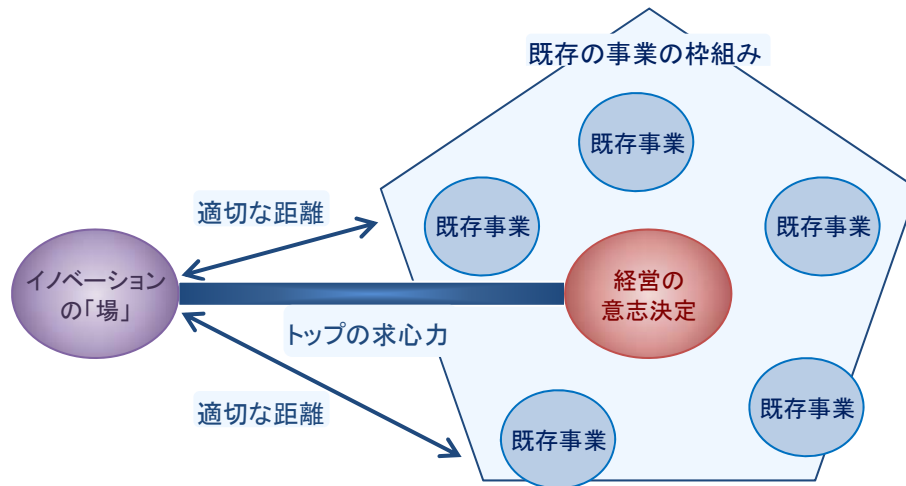 既存の事業の枠組み
既存事業
適切な距離
既存事業
既存事業
イノベーション
の「場」
経営の
意志決定
トップの求心力
適切な距離
既存事業
既存事業